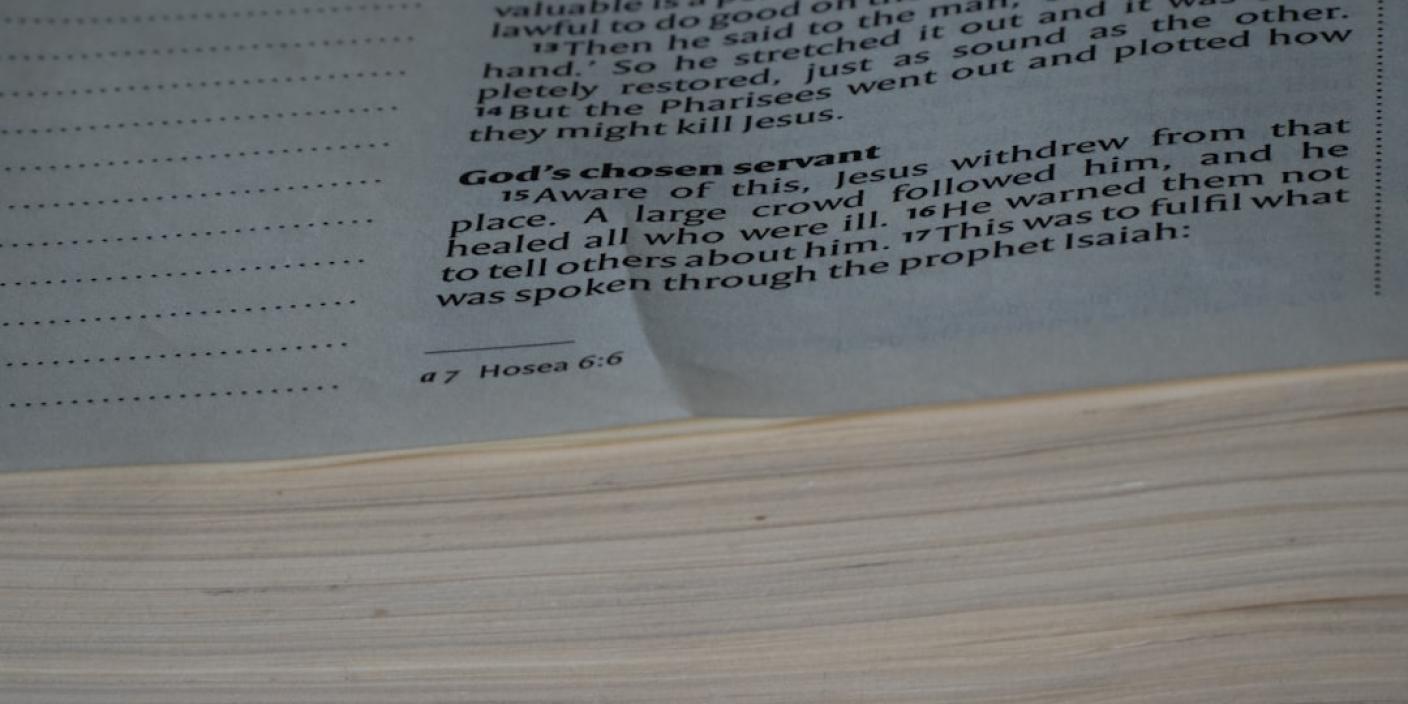 valuable is a
lawful to do good on
13 Then he said to the man,
hand.' So he stretched it out and it was
pletely restored, just as sound as the other.
14 But the Pharisees went out and plotted how
they might kill Jesus.
God's chosen servant
15 Aware of this, Jesus withdrew from that
place. A large crowd followed him, and he
healed all who were ill. 16 He warned them not
to tell others about him. 17 This was to fulfil what
was spoken through the prophet Isaiah:
a 7 Hosea 6:6